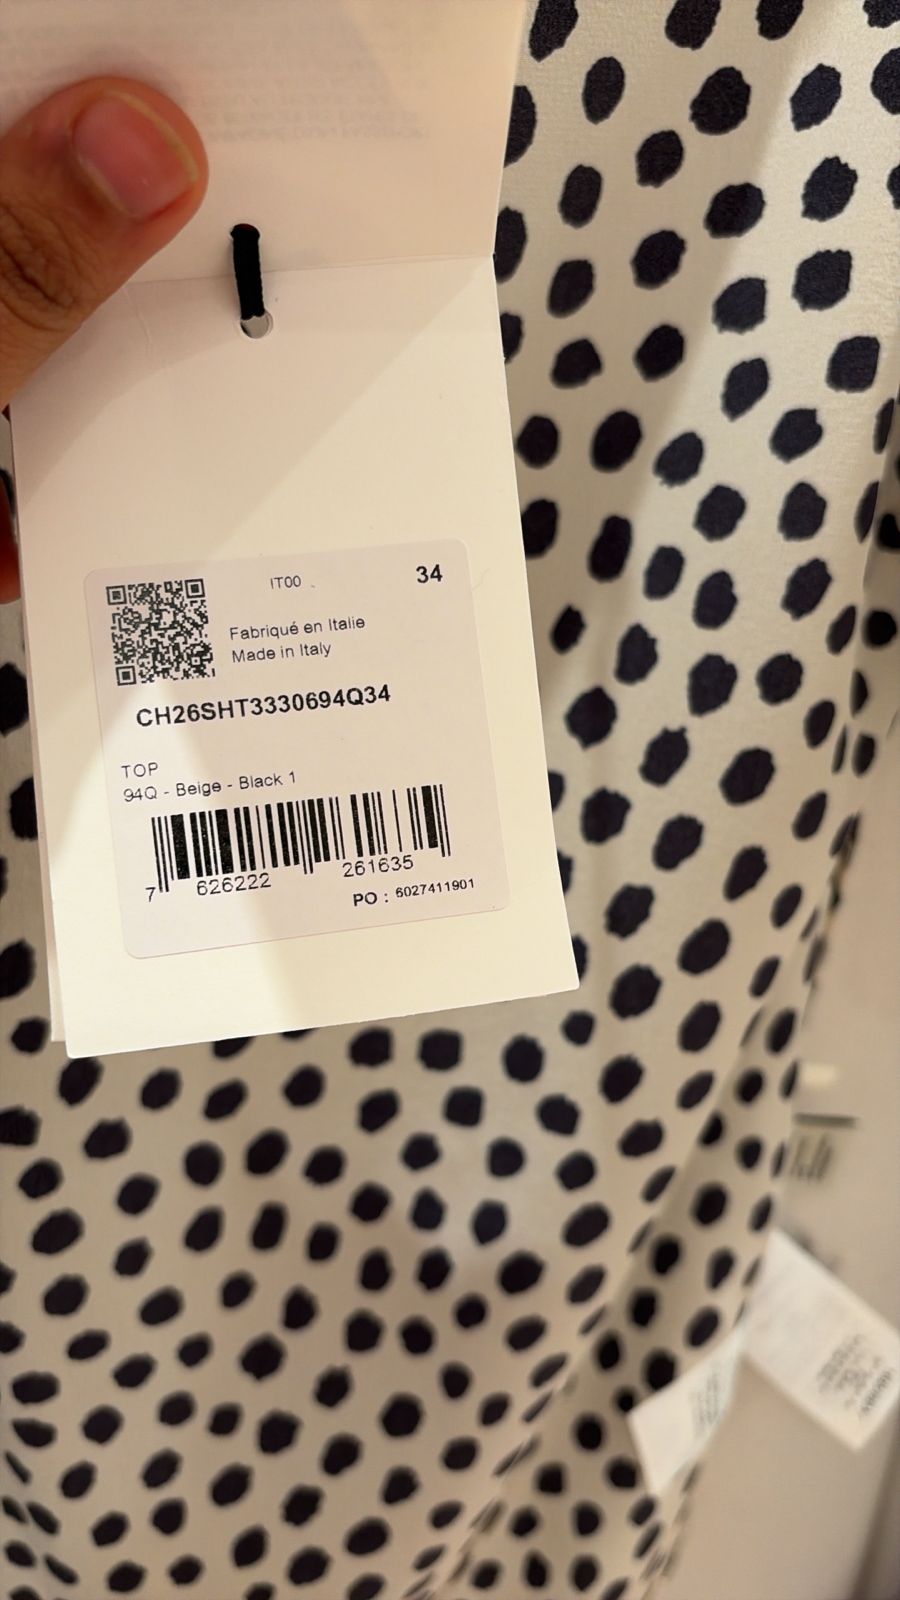 IT00
34
Fabriqué en Italie
Made in Italy
CH26SHT3330694Q34
TOP
94Q - Beige - Black 1
7 626222 261635
PO : 6027411901